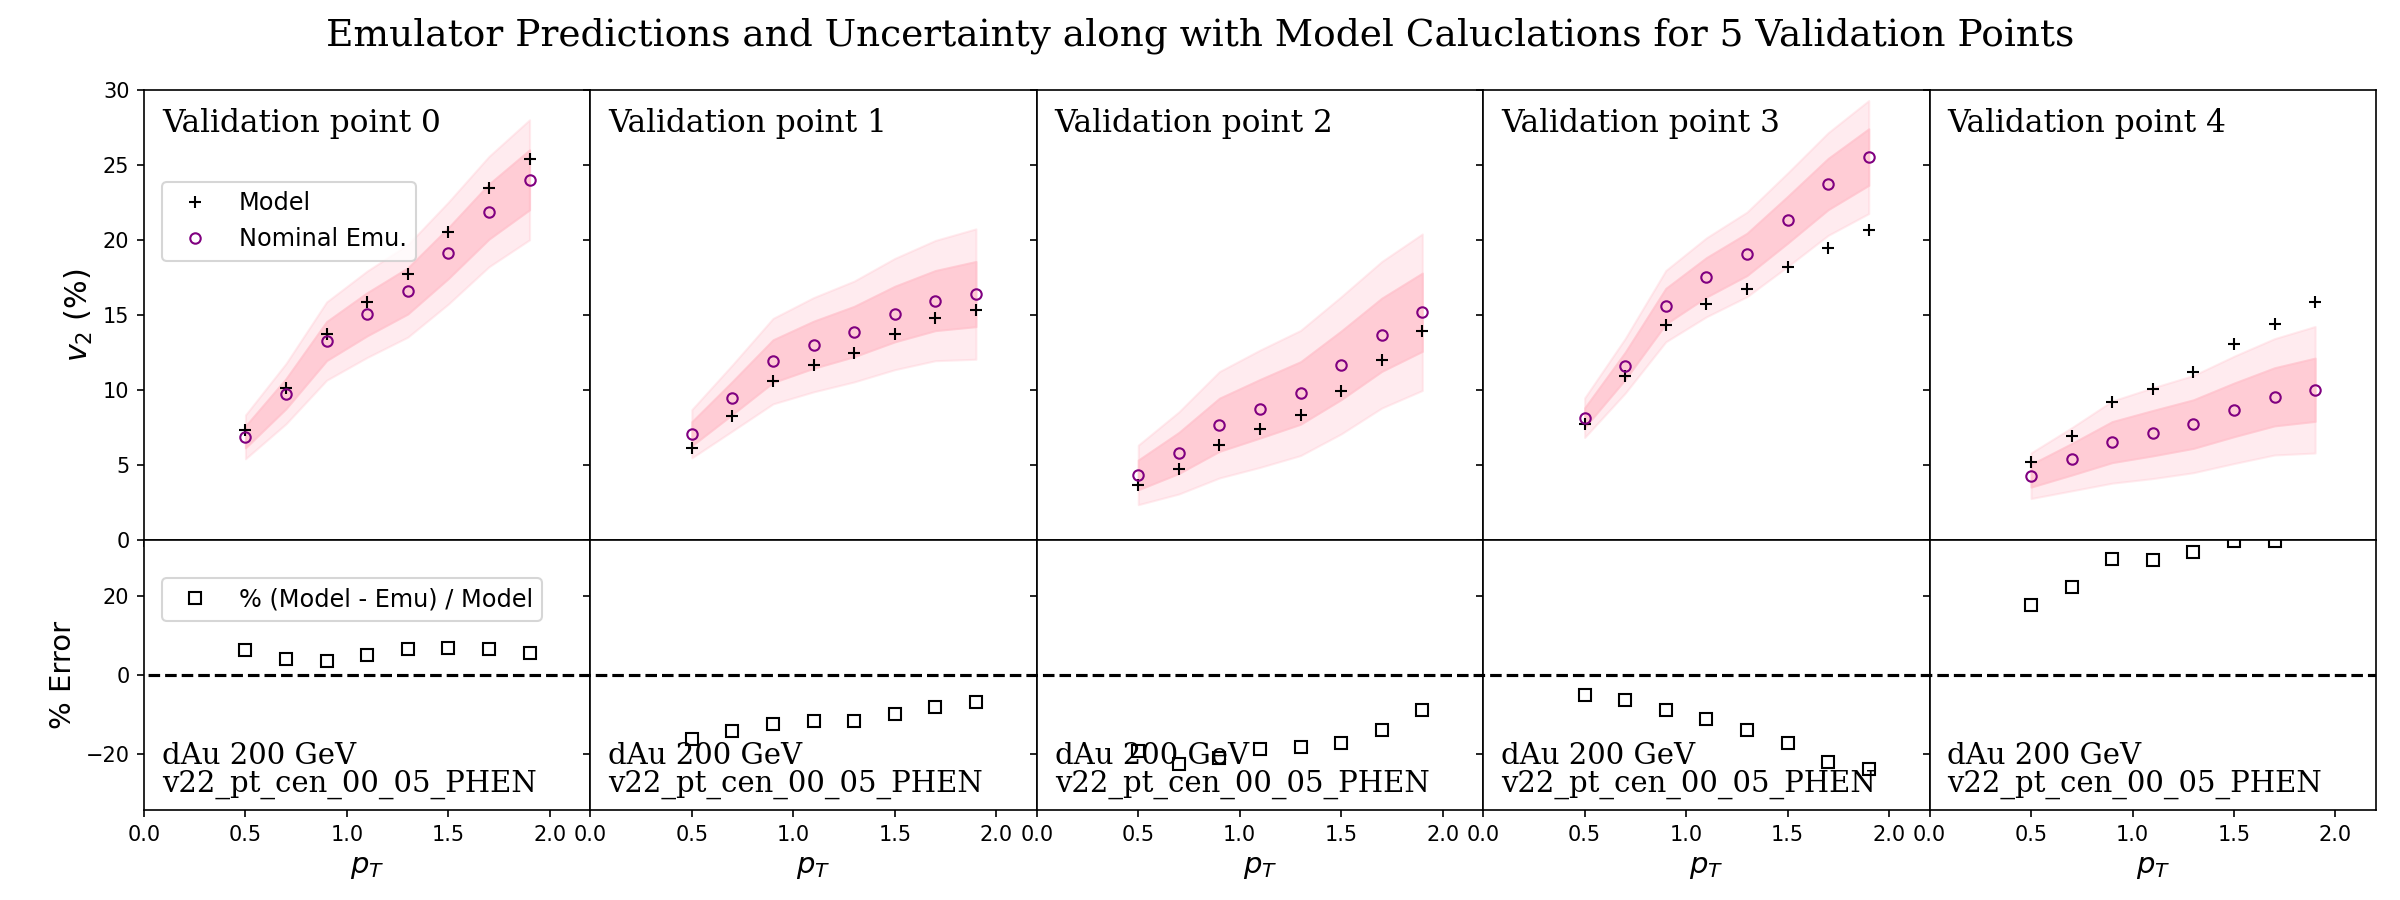 Emulator Predictions and Uncertainty along with Model Caluclations for 5 Validation Points
30
25
20
15
10
5
0
v2 (%)
Validation point 0
Validation point 1
Validation point 2
Validation point 3
Validation point 4
Model
Nominal Emu.
20
0
−20
% Error
% (Model - Emu) / Model
dAu 200 GeV
v22_pt_cen_00_05_PHEN
dAu 200 GeV
v22_pt_cen_00_05_PHEN
dAu 200 GeV
v22_pt_cen_00_05_PHEN
dAu 200 GeV
v22_pt_cen_00_05_PHEN
dAu 200 GeV
v22_pt_cen_00_05_PHEN
0.0 0.5 1.0 1.5 2.0 0.0 0.5 1.0 1.5 2.0 0.0 0.5 1.0 1.5 2.0 0.0 0.5 1.0 1.5 2.0 0.0 0.5 1.0 1.5 2.0
pT pT pT pT pT